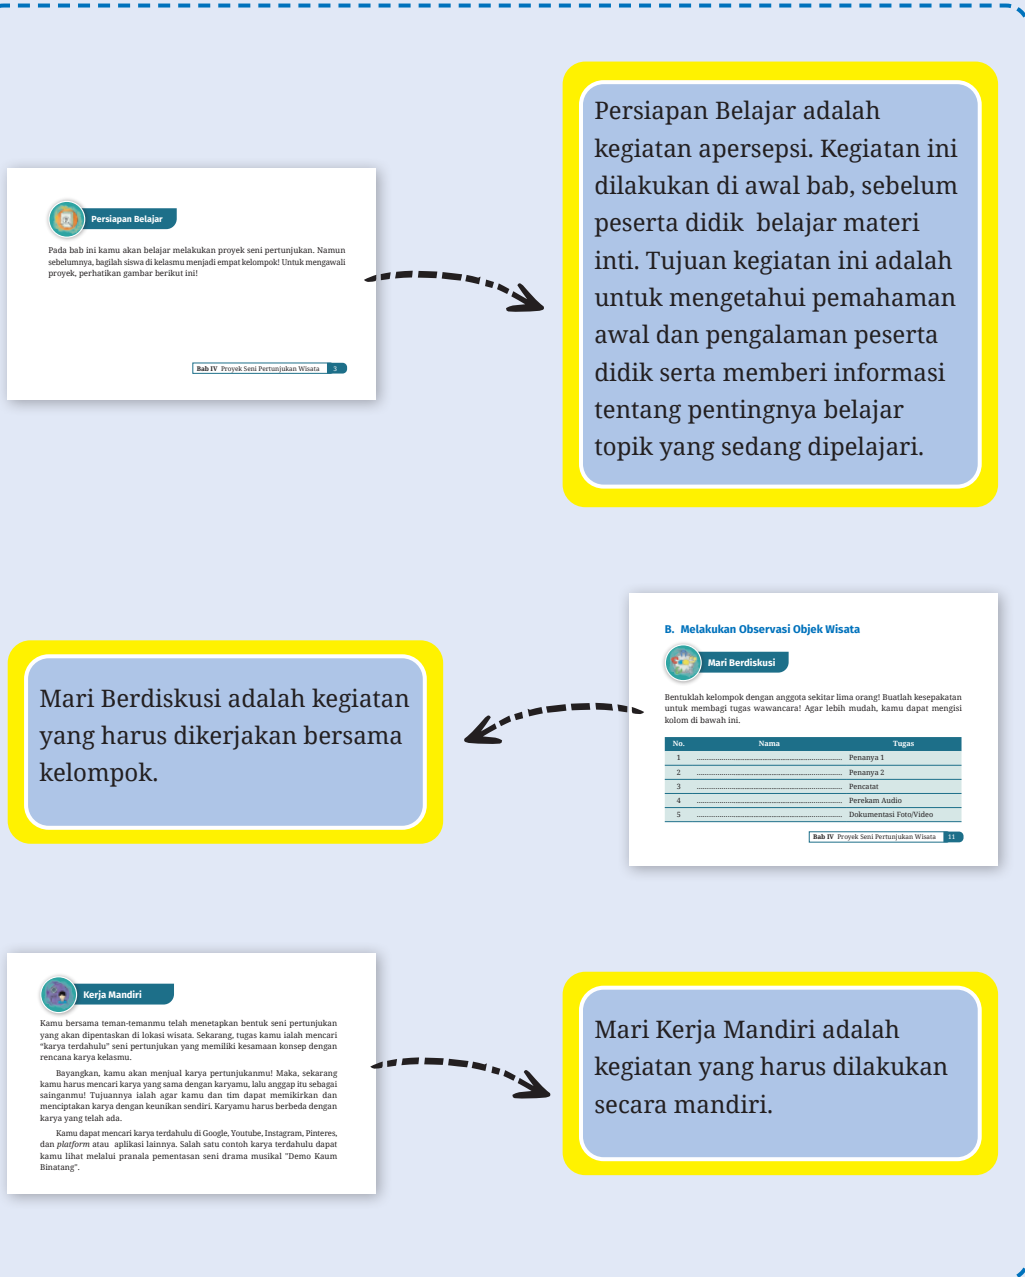 Persiapan Belajar
Pada bab ini kamu akan belajar melakukan proyek seni pertunjukan. Namun
sebelumnya, bagilah siswa di kelasmu menjadi empat kelompok! Untuk mengawali
proyek, perhatikan gambar berikut ini!
Bab IV Proyek Seni Pertunjukan Wisata 3
Persiapan Belajar adalah
kegiatan apersepsi. Kegiatan ini
dilakukan di awal bab, sebelum
peserta didik belajar materi
inti. Tujuan kegiatan ini adalah
untuk mengetahui pemahaman
awal dan pengalaman peserta
didik serta memberi informasi
tentang pentingnya belajar
topik yang sedang dipelajari.
Mari Berdiskusi adalah kegiatan
yang harus dikerjakan bersama
kelompok.
B. Melakukan Observasi Objek Wisata
Mari Berdiskusi
Bentuklah kelompok dengan anggota sekitar lima orang! Buatlah kesepakatan
untuk membagi tugas wawancara! Agar lebih mudah, kamu dapat mengisi
kolom di bawah ini.
No. Nama Tugas
1 ........................................................................ Penanya 1
2 ........................................................................ Penanya 2
3 ........................................................................ Pencatat
4 ........................................................................ Perekam Audio
5 ........................................................................ Dokumentasi Foto/Video
Bab IV Proyek Seni Pertunjukan Wisata 11
Kerja Mandiri
Kamu bersama teman-temanmu telah menetapkan bentuk seni pertunjukan
yang akan dipentaskan di lokasi wisata. Sekarang, tugas kamu ialah mencari
“karya terdahulu” seni pertunjukan yang memiliki kesamaan konsep dengan
rencana karya kelasmu.
Bayangkan, kamu akan menjual karya pertunjukanmu! Maka, sekarang
kamu harus mencari karya yang sama dengan karyamu, lalu anggap itu sebagai
sainganmu! Tujuannya ialah agar kamu dan tim dapat memikirkan dan
menciptakan karya dengan keunikan sendiri. Karyamu harus berbeda dengan
karya yang telah ada.
Kamu dapat mencari karya terdahulu di Google, Youtube, Instagram, Pinteres,
dan platform atau aplikasi lainnya. Salah satu contoh karya terdahulu dapat
kamu lihat melalui pranala pementasan seni drama musikal "Demo Kaum
Binatang".
Mari Kerja Mandiri adalah
kegiatan yang harus dilakukan
secara mandiri.